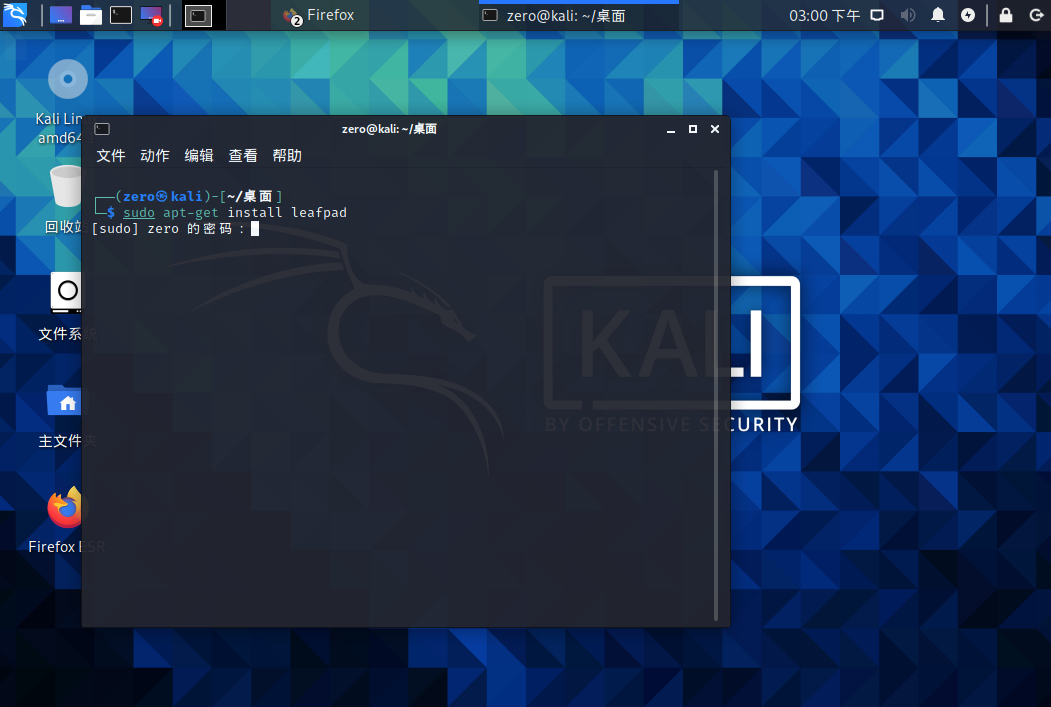 2
Firefox
zero@kali: ~/桌面
03:00 下午
Kali Lin
amd64
回收站
文件系统
主文件夹
Firefox ESR
zero@kali: ~/桌面
文件 动作 编辑 查看 帮助
┌──(zero㉿kali)-[~/桌面]
└─$ sudo apt-get install leafpad
[sudo] zero 的密码：
KALI
BY OFFENSIVE SECURITY